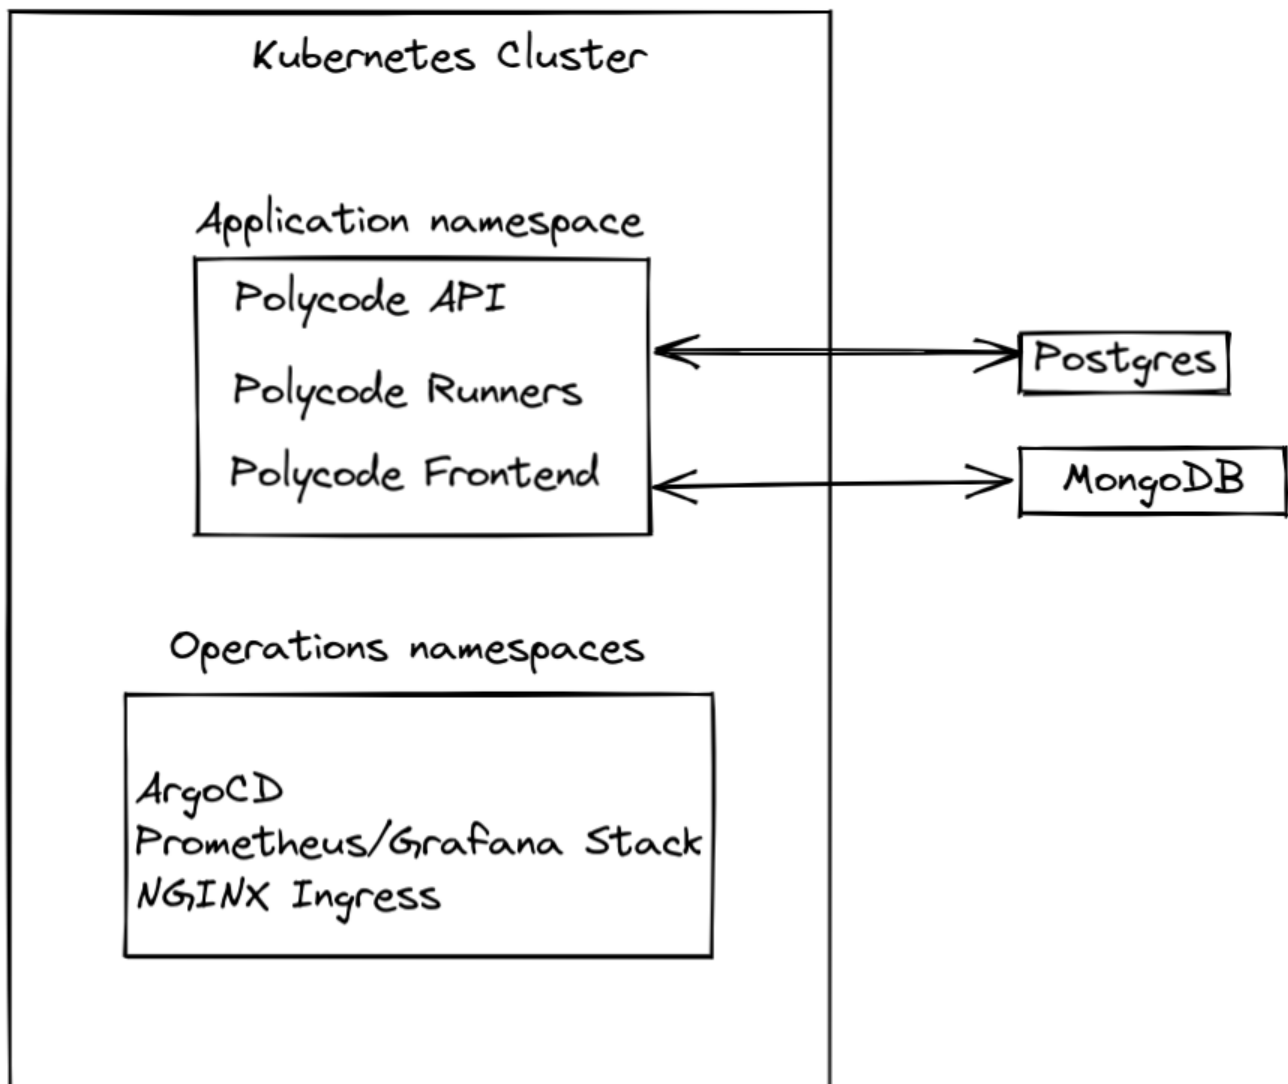 Kubernetes Cluster
Application namespace
Polycode API
Polycode Runners
Polycode Frontend
Postgres
MongoDB
Operations namespaces
ArgoCD
Prometheus/Grafana Stack
NGINX Ingress